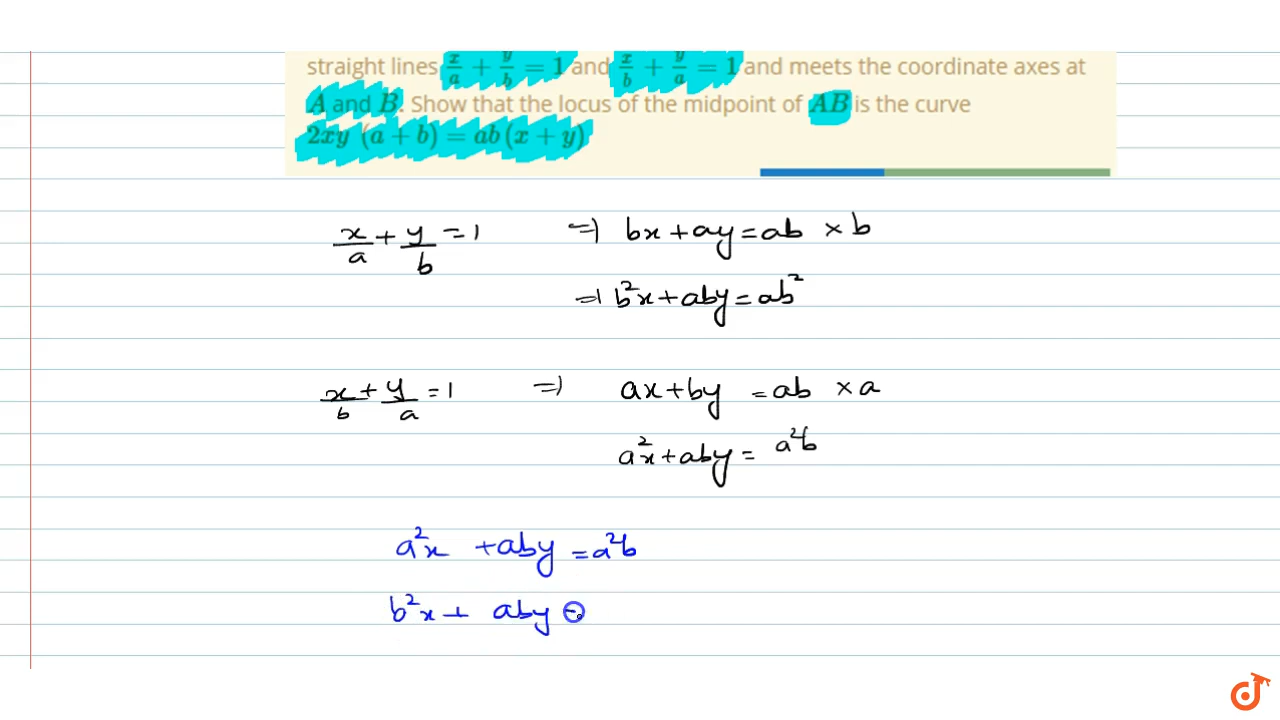 straight lines x/a + y/b = 1 and x/b + y/a = 1 and meets the coordinate axes at
A and B. Show that the locus of the midpoint of AB is the curve
2xy (a + b) = ab (x + y)
x/a + y/b = 1 ⇒ bx + ay = ab × b
⇒ b²x + aby = ab²
x/b + y/a = 1 ⇒ ax + by = ab × a
a²x + aby = a²b
a²x + aby = a²b
b²x + aby =